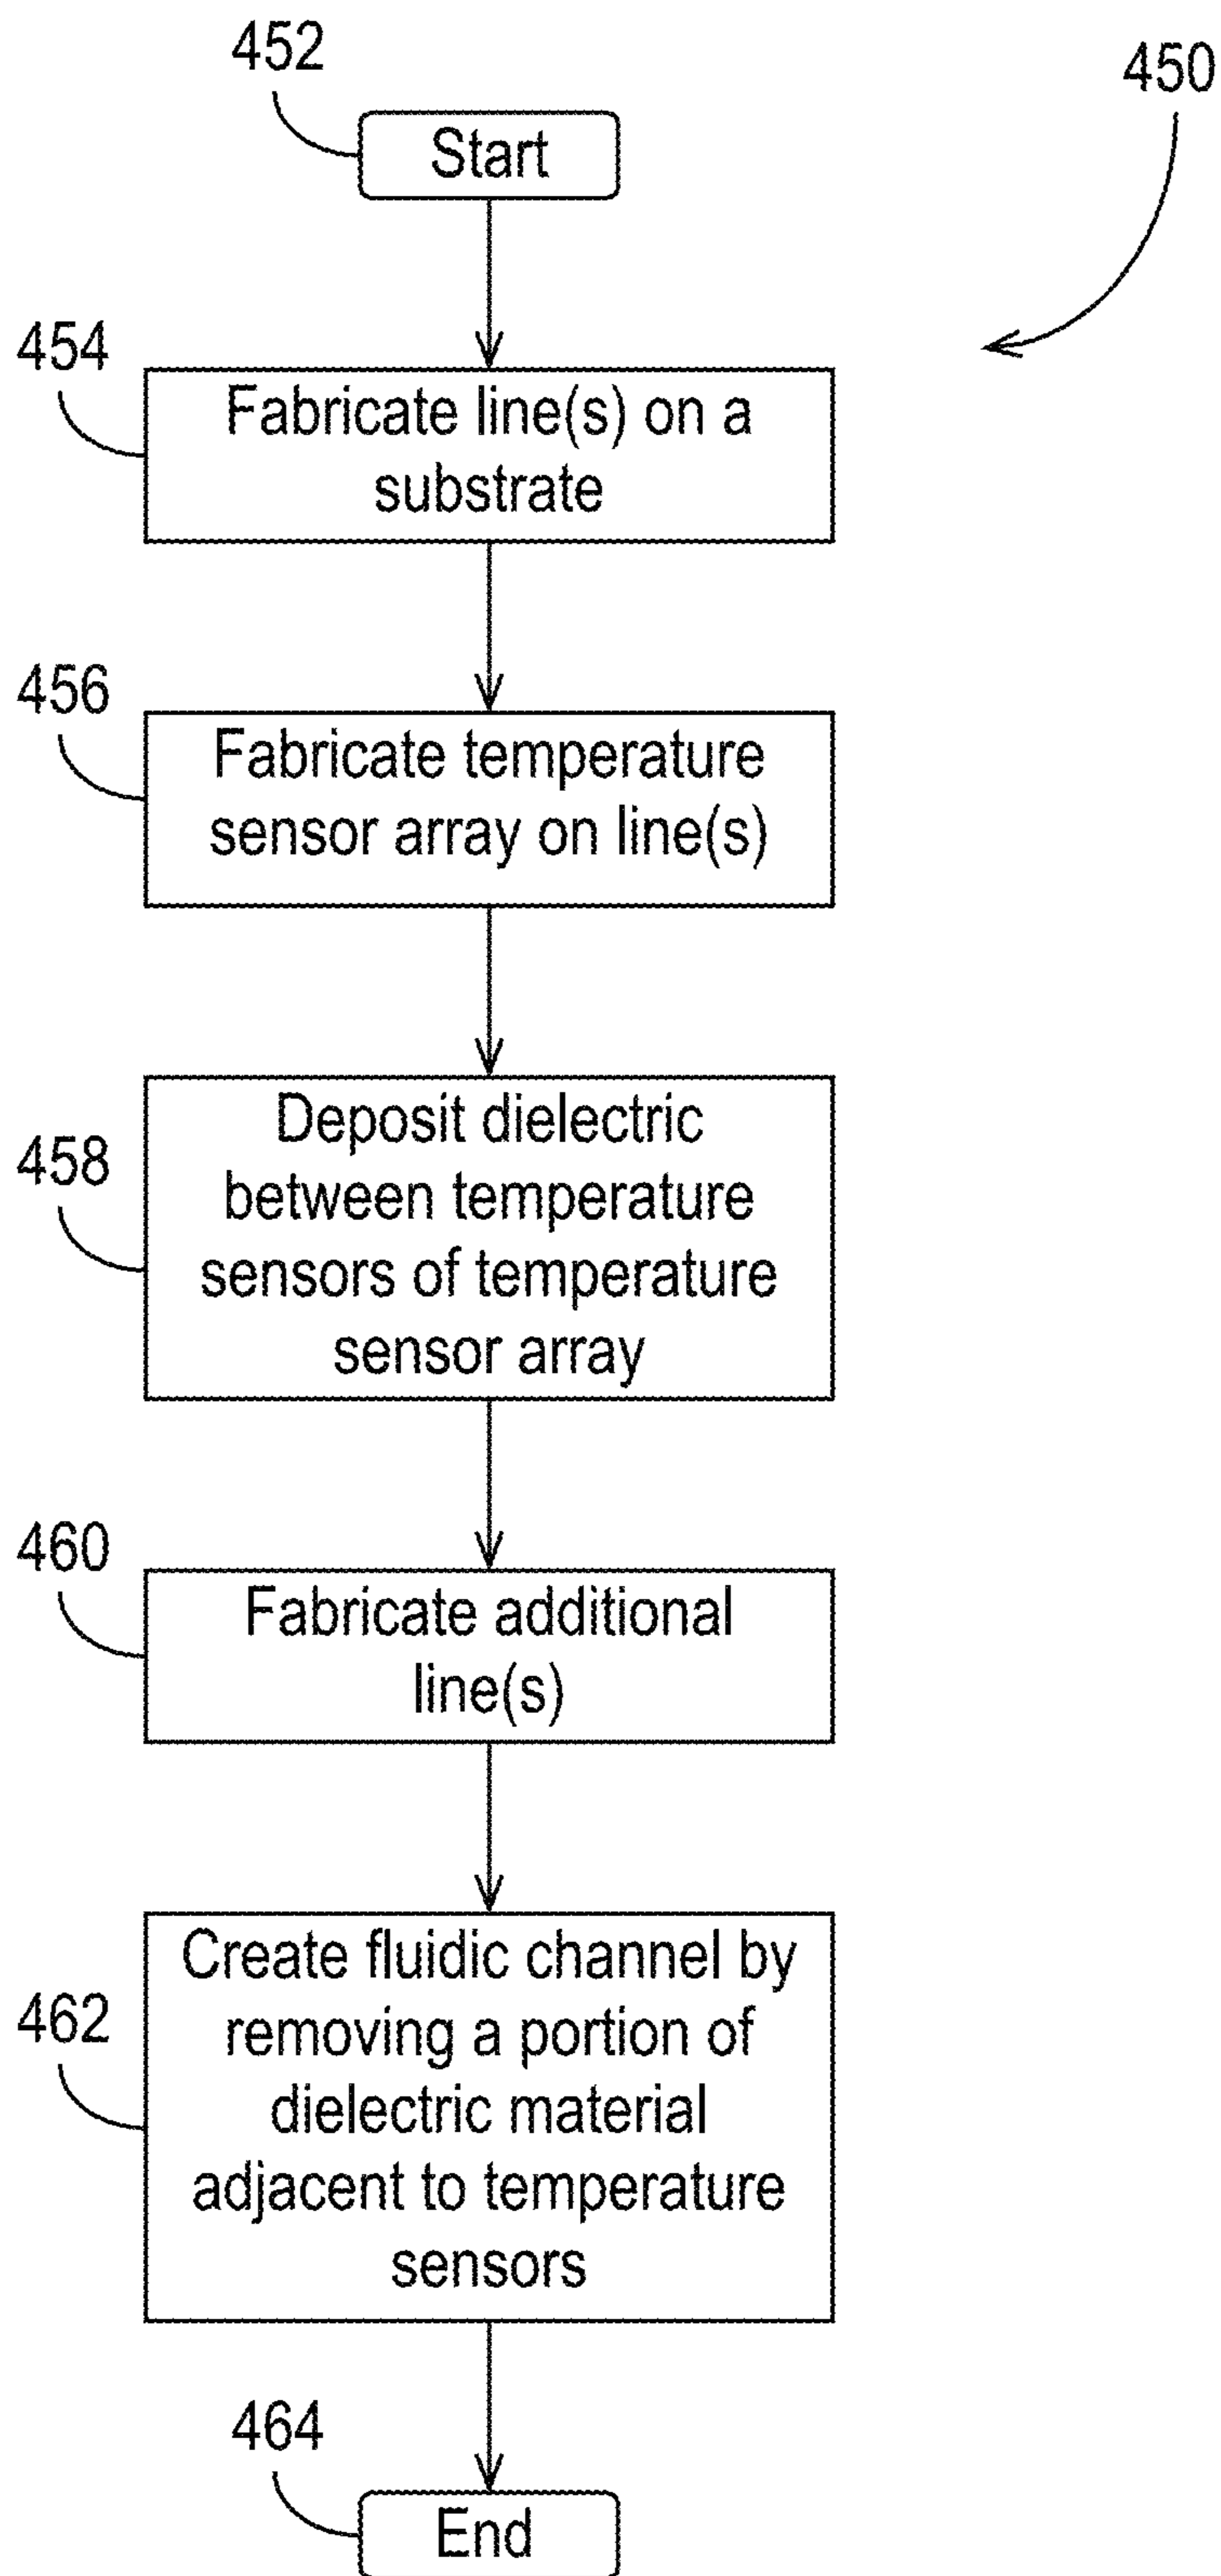 452
450
Start
454
Fabricate line(s) on a
substrate
456
Fabricate temperature
sensor array on line(s)
458
Deposit dielectric
between temperature
sensors of temperature
sensor array
460
Fabricate additional
line(s)
462
Create fluidic channel by
removing a portion of
dielectric material
adjacent to temperature
sensors
464
End